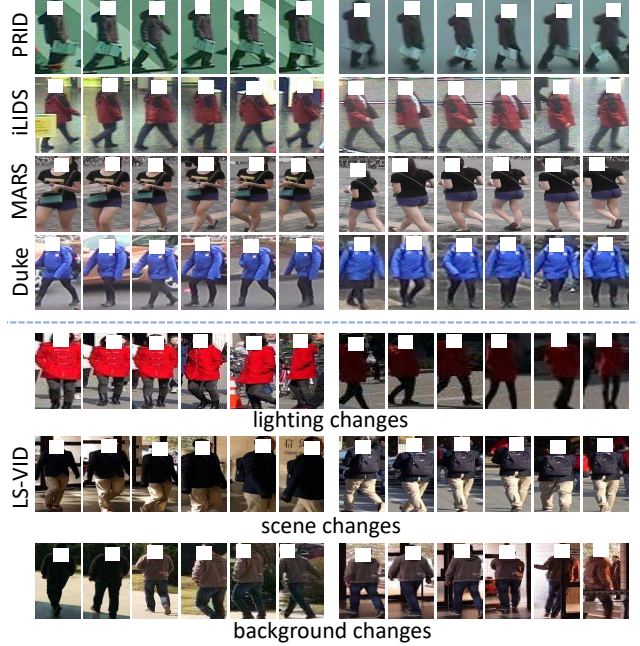 PRID
iLIDS
MARS
Duke
LS-VID
lighting changes
scene changes
background changes